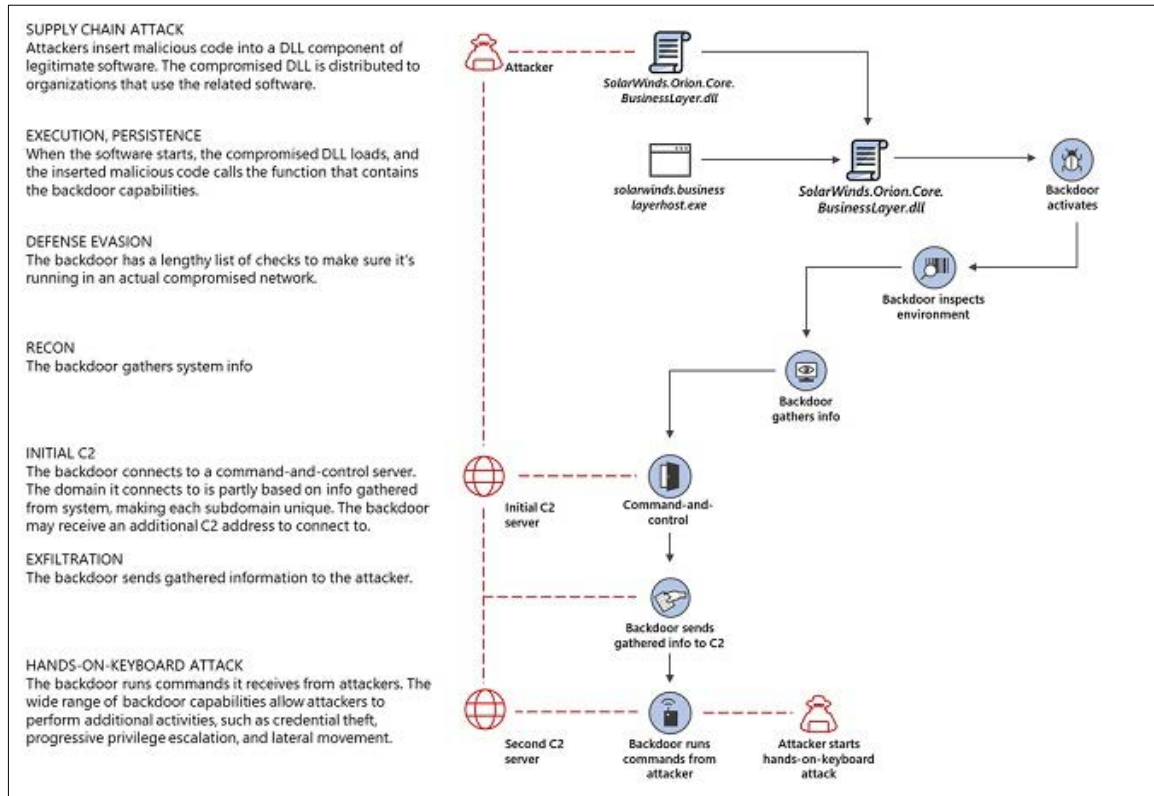 SUPPLY CHAIN ATTACK
Attackers insert malicious code into a DLL component of
legitimate software. The compromised DLL is distributed to
organizations that use the related software.
Attacker
SolarWinds.Orion.Core.
BusinessLayer.dll
EXECUTION, PERSISTENCE
When the software starts, the compromised DLL loads, and
the inserted malicious code calls the function that contains
the backdoor capabilities.
solarwinds.business
layerhost.exe
SolarWinds.Orion.Core.
BusinessLayer.dll
Backdoor
activates
DEFENSE EVASION
The backdoor has a lengthy list of checks to make sure it's
running in an actual compromised network.
Backdoor inspects
environment
RECON
The backdoor gathers system info
Backdoor
gathers info
INITIAL C2
The backdoor connects to a command-and-control server.
The domain it connects to is partly based on info gathered
from system, making each subdomain unique. The backdoor
may receive an additional C2 address to connect to.
Initial C2
server
Command-and-
control
EXFILTRATION
The backdoor sends gathered information to the attacker.
Backdoor sends
gathered info to C2
HANDS-ON-KEYBOARD ATTACK
The backdoor runs commands it receives from attackers. The
wide range of backdoor capabilities allow attackers to
perform additional activities, such as credential theft,
progressive privilege escalation, and lateral movement.
Second C2
server
Backdoor runs
commands from
attacker
Attacker starts
hands-on-keyboard
attack